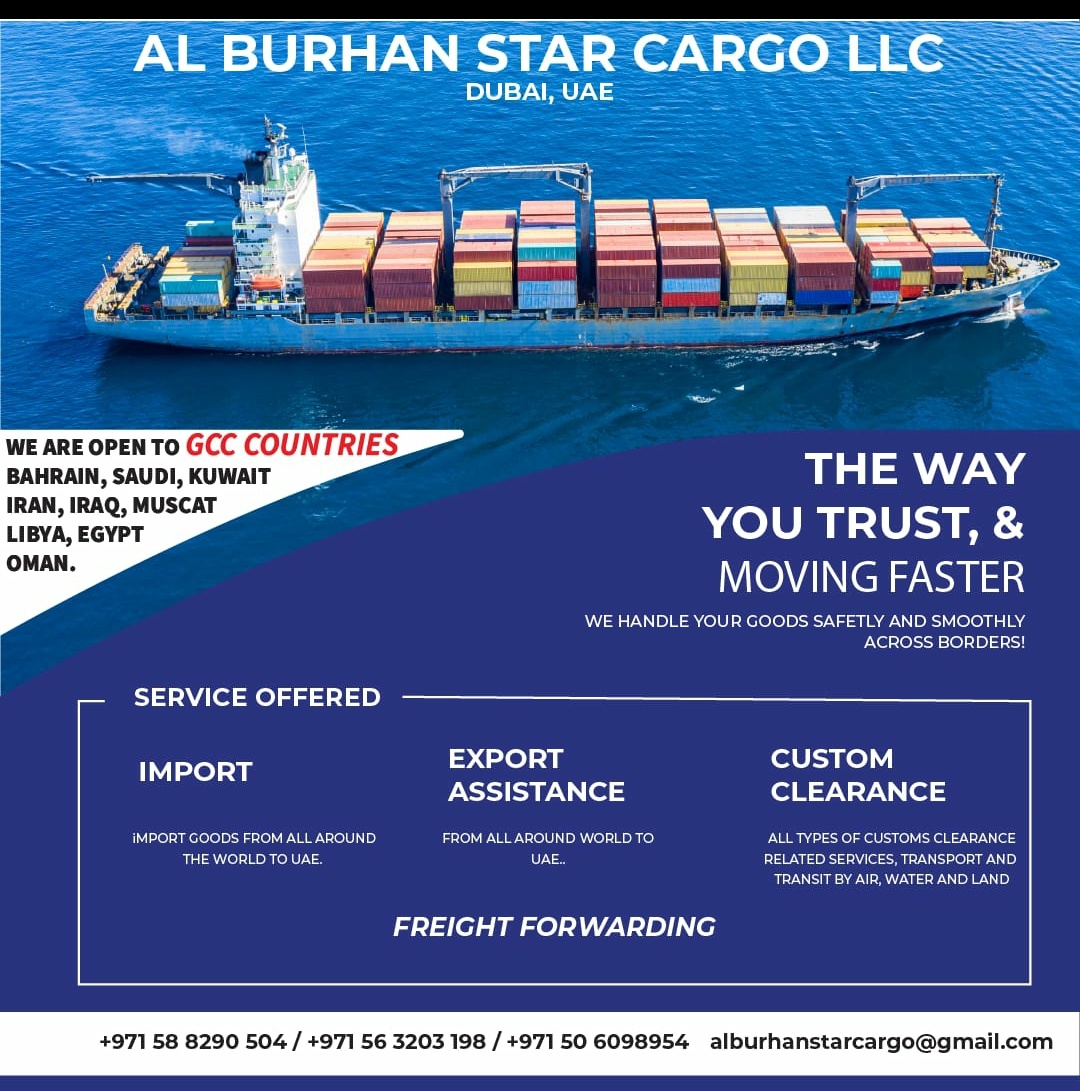 AL BURHAN STAR CARGO LLC
DUBAI, UAE
WE ARE OPEN TO GCC COUNTRIES
BAHRAIN, SAUDI, KUWAIT
IRAN, IRAQ, MUSCAT
LIBYA, EGYPT
OMAN.
THE WAY
YOU TRUST, &
MOVING FASTER
WE HANDLE YOUR GOODS SAFETLY AND SMOOTHLY
ACROSS BORDERS!
SERVICE OFFERED
IMPORT
iMPORT GOODS FROM ALL AROUND
THE WORLD TO UAE.
EXPORT
ASSISTANCE
FROM ALL AROUND WORLD TO
UAE..
CUSTOM
CLEARANCE
ALL TYPES OF CUSTOMS CLEARANCE
RELATED SERVICES, TRANSPORT AND
TRANSIT BY AIR, WATER AND LAND
FREIGHT FORWARDING
+971 58 8290 504 / +971 56 3203 198 / +971 50 6098954 alburhanstarcargo@gmail.com